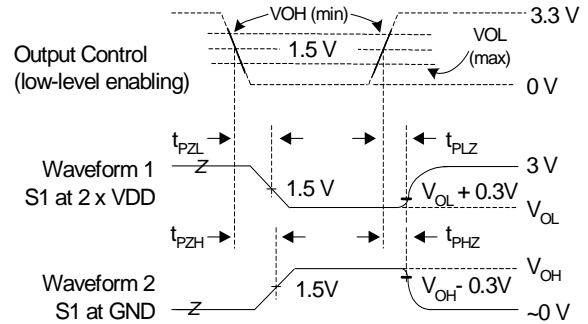 VOH (min)
3.3 V
Output Control
(low-level enabling)
1.5 V
VOL
(max)
0 V
tPZL
tPLZ
Waveform 1
S1 at 2 x VDD
Z
1.5 V
3 V
VOL + 0.3V
VOL
tPZH
tPHZ
Waveform 2
S1 at GND
Z
1.5V
VOH
VOH- 0.3V
~0 V